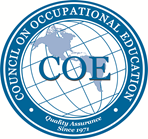 COUNCIL ON OCCUPATIONAL EDUCATION
COE
Quality Assurance
Since 1971